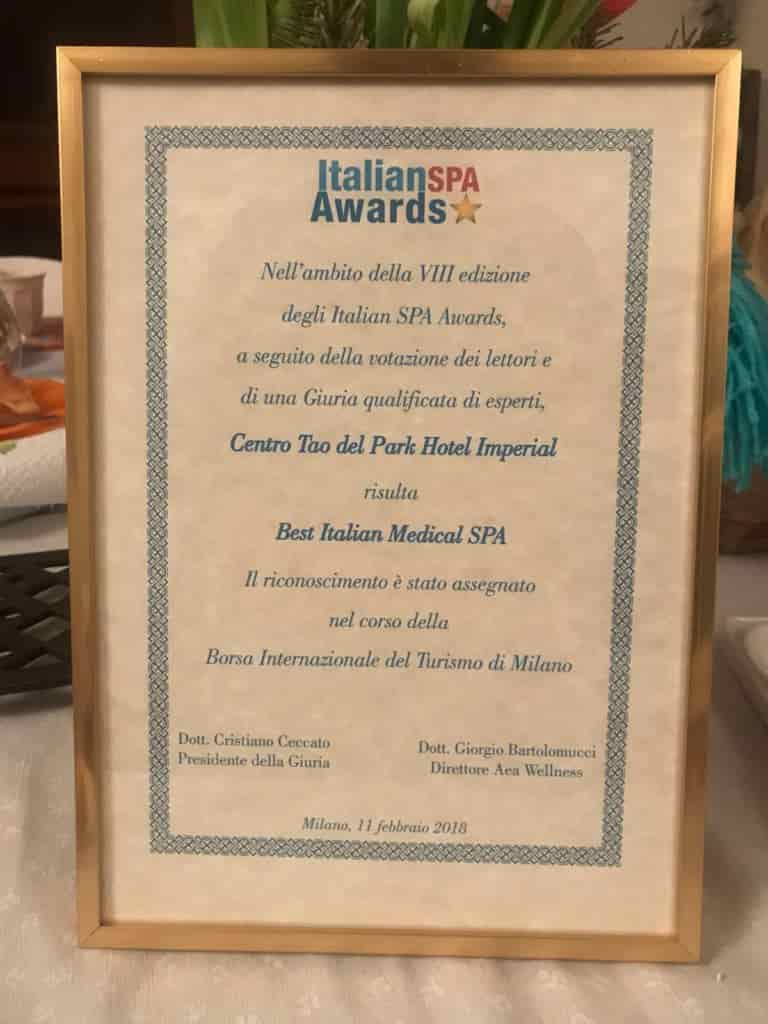 ItalianSPA
Awards
Nell'ambito della VIII edizione
degli Italian SPA Awards,
a seguito della votazione dei lettori e
di una Giuria qualificata di esperti,
Centro Tao del Park Hotel Imperial
risulta
Best Italian Medical SPA
Il riconoscimento è stato assegnato
nel corso della
Borsa Internazionale del Turismo di Milano
Dott. Cristiano Ceccato
Presidente della Giuria
Dott. Giorgio Bartolomucci
Direttore Aea Wellness
Milano, 11 febbraio 2018